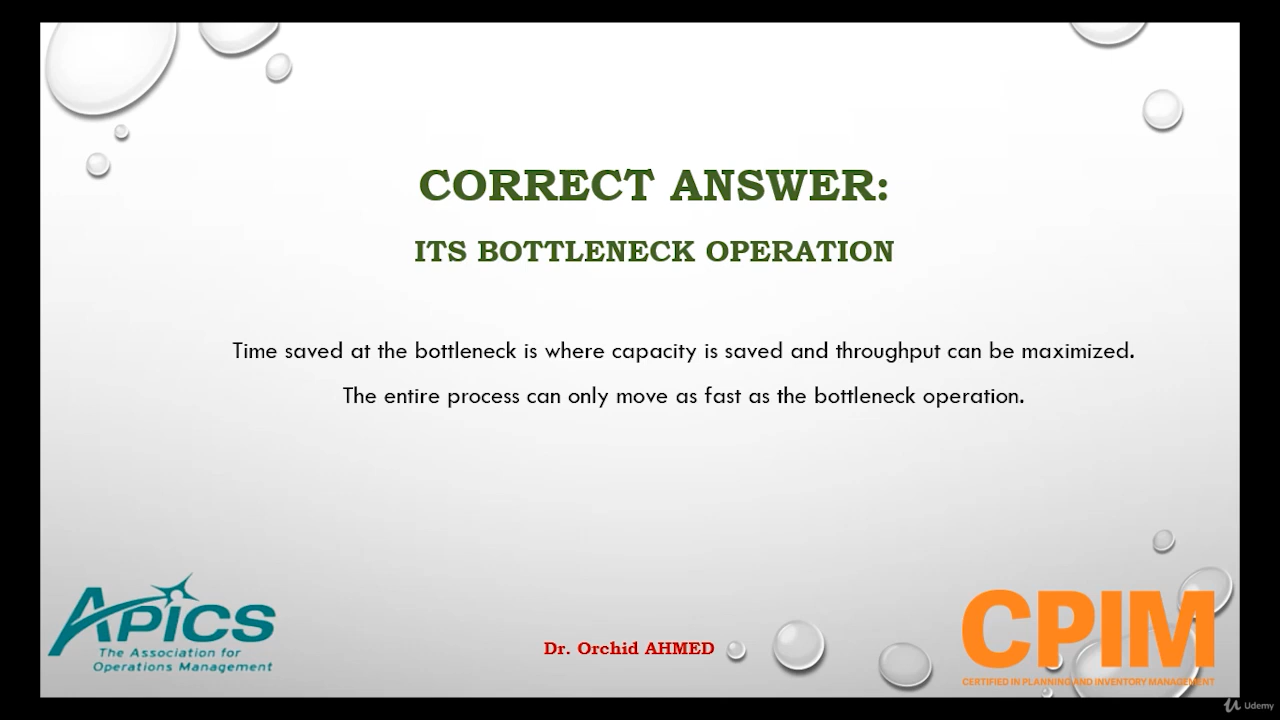 CORRECT ANSWER:
ITS BOTTLENECK OPERATION
Time saved at the bottleneck is where capacity is saved and throughput can be maximized.
The entire process can only move as fast as the bottleneck operation.
APICS
The Association for
Operations Management
Dr. Orchid AHMED
CPIM
CERTIFIED IN PLANNING AND INVENTORY MANAGEMENT
Udemy